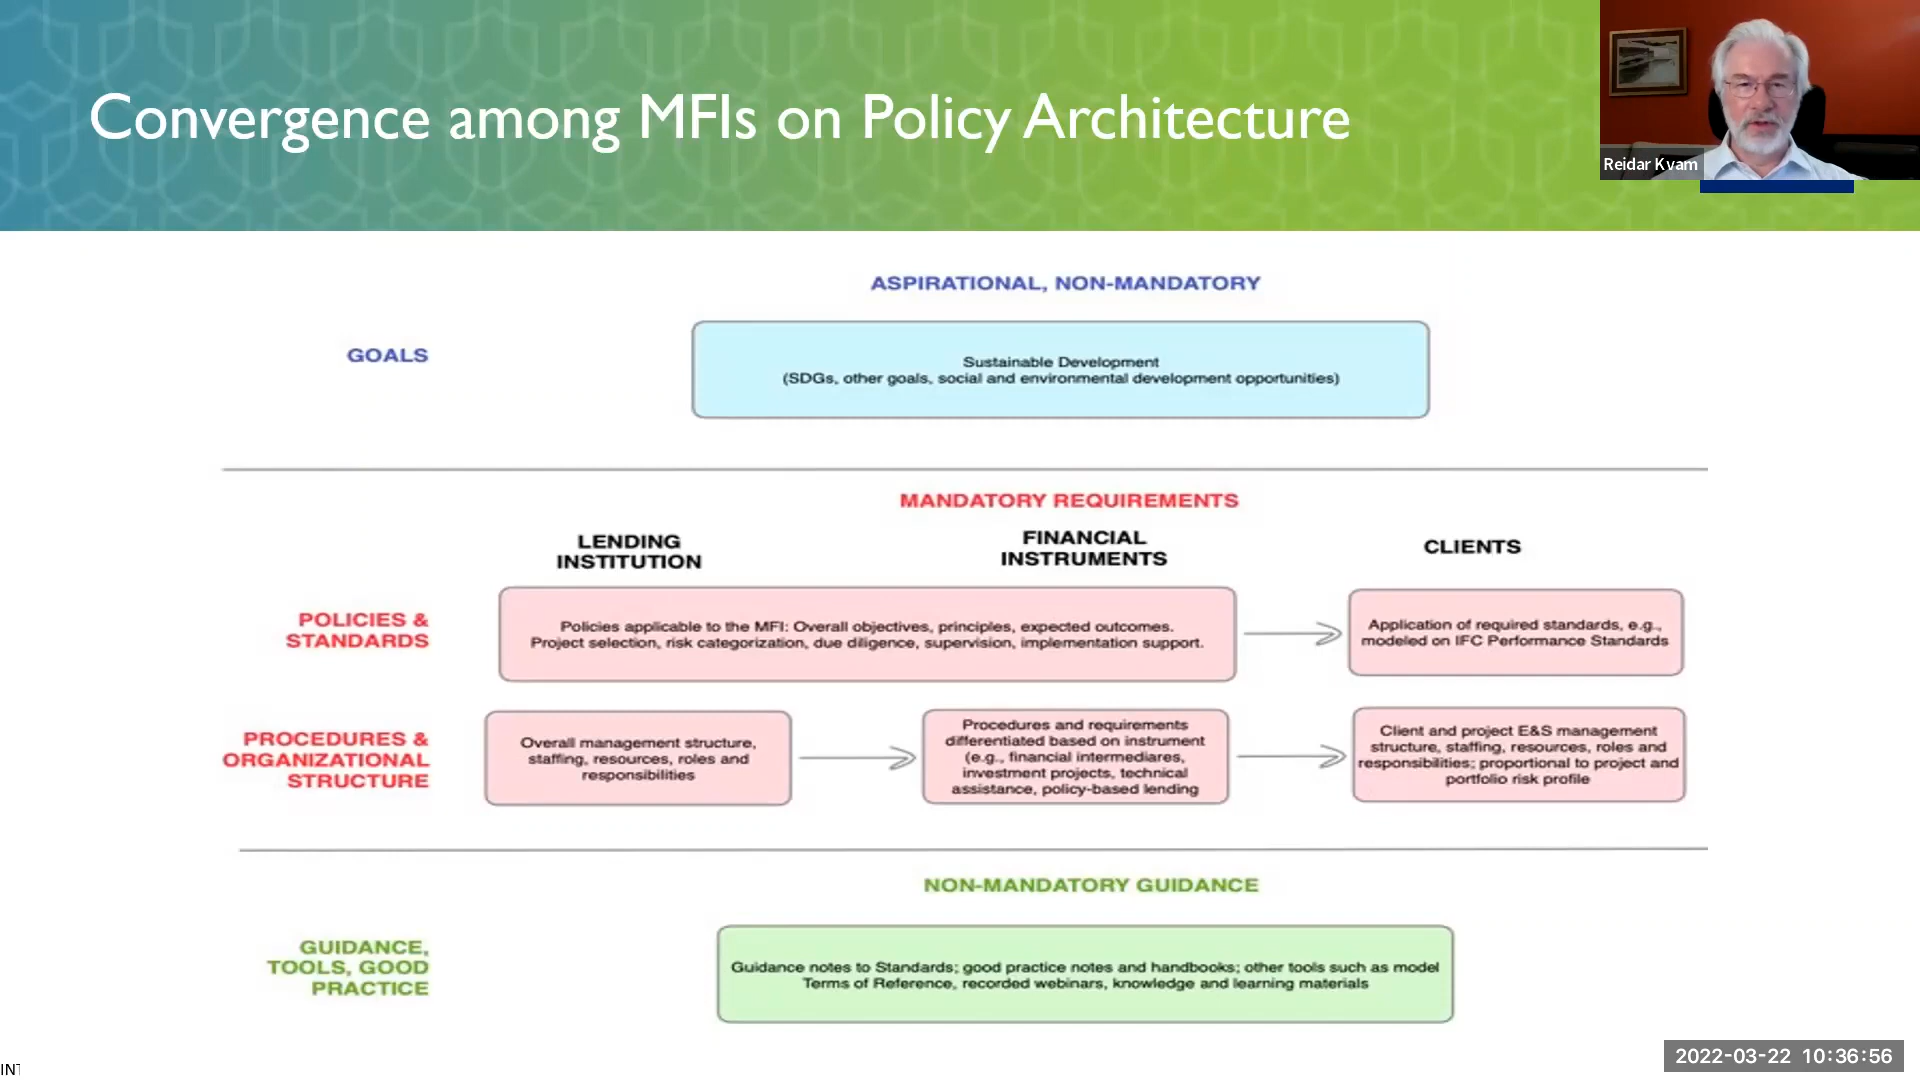 Convergence among MFIs on Policy Architecture
Reidar Kvam
ASPIRATIONAL, NON-MANDATORY
GOALS
Sustainable Development
(SDGs, other goals, social and environmental development opportunities)
MANDATORY REQUIREMENTS
LENDING
INSTITUTION
FINANCIAL
INSTRUMENTS
CLIENTS
POLICIES &
STANDARDS
Policies applicable to the MFI: Overall objectives, principles, expected outcomes.
Project selection, risk categorization, due diligence, supervision, implementation support.
Application of required standards, e.g.,
modeled on IFC Performance Standards
PROCEDURES &
ORGANIZATIONAL
STRUCTURE
Overall management structure,
staffing, resources, roles and
responsibilities
Procedures and requirements
differentiated based on instrument
(e.g., financial intermediares,
investment projects, technical
assistance, policy-based lending
Client and project E&S management
structure, staffing, resources, roles and
responsibilities; proportional to project and
portfolio risk profile
NON-MANDATORY GUIDANCE
GUIDANCE,
TOOLS, GOOD
PRACTICE
Guidance notes to Standards; good practice notes and handbooks; other tools such as model
Terms of Reference, recorded webinars, knowledge and learning materials
2022-03-22 10:36:56